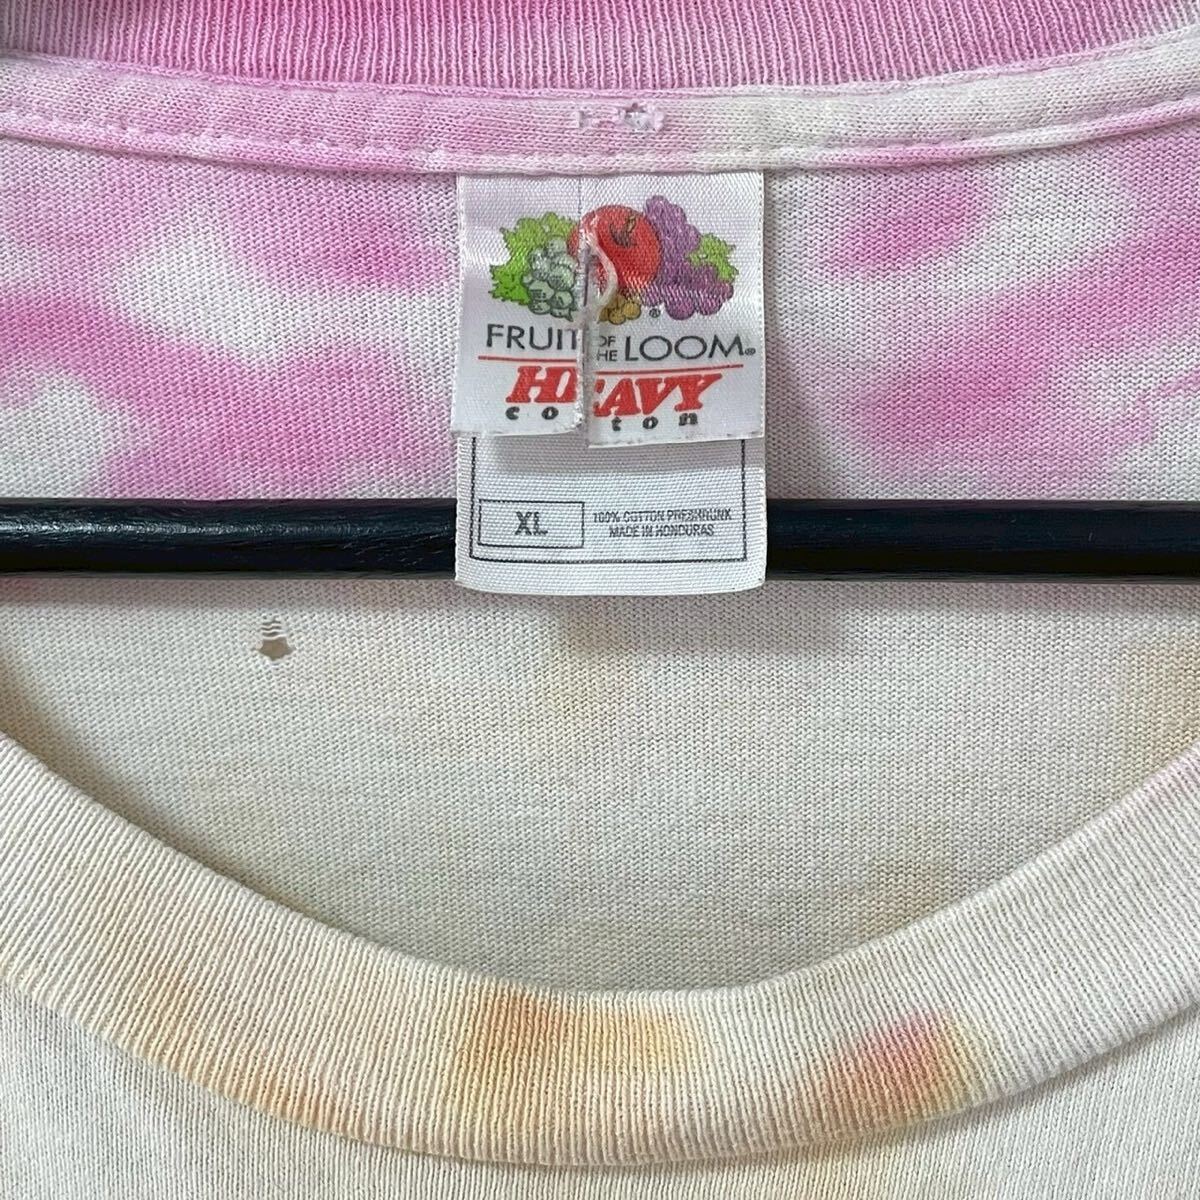 ®
FRUIT OF THE LOOM®
HEAVY
cotton
XL
100% COTTON PRESHRUNK
MADE IN HONDURAS